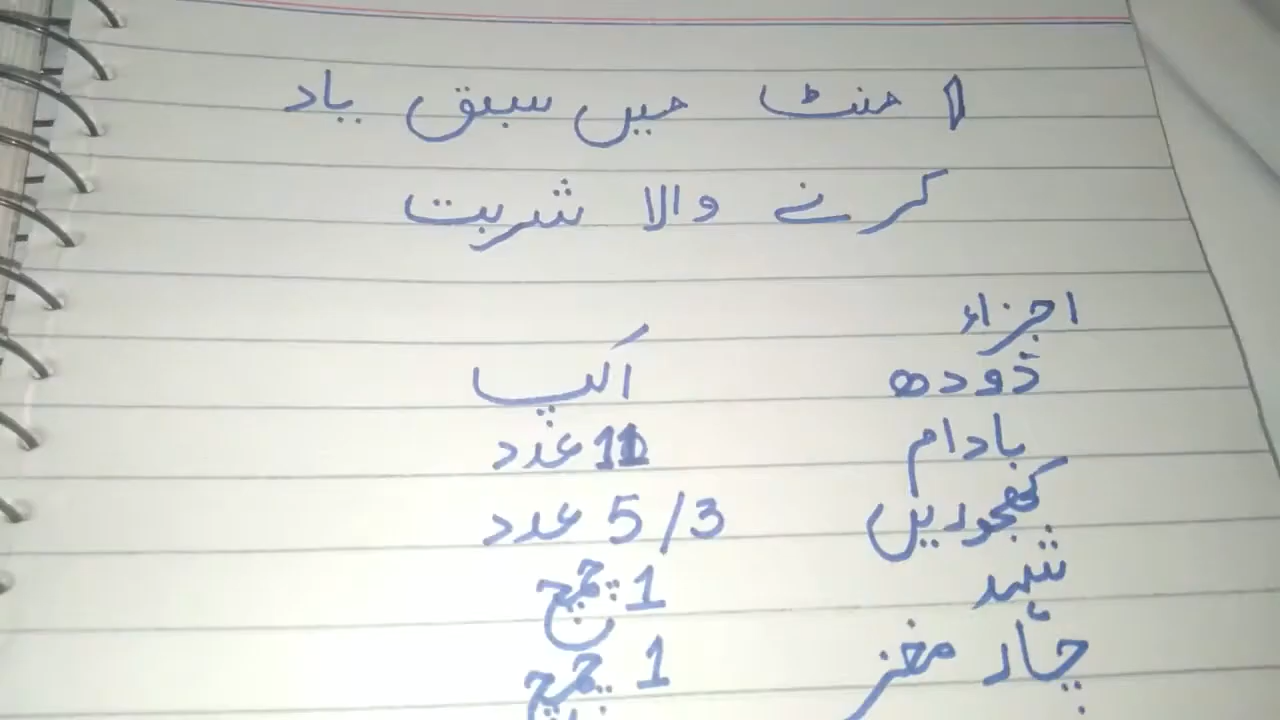 1 منٹ میں سبق یاد
کرنے والا شربت
اجزاء
دودھ 1 کپ
بادام 11 عدد
کھجوریں 3/5 عدد
شہد 1 چمچ
چار مغز 1 چمچ